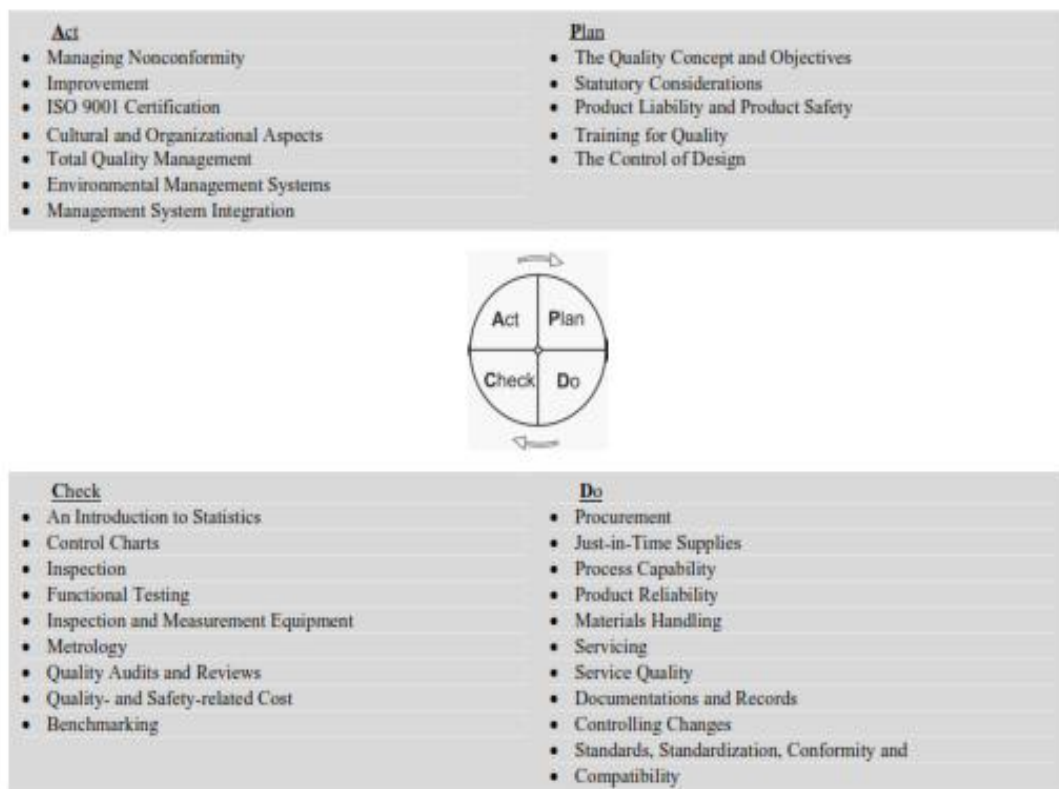 Act
• Managing Nonconformity
• Improvement
• ISO 9001 Certification
• Cultural and Organizational Aspects
• Total Quality Management
• Environmental Management Systems
• Management System Integration
Plan
• The Quality Concept and Objectives
• Statutory Considerations
• Product Liability and Product Safety
• Training for Quality
• The Control of Design
Act Plan
Check Do
Check
• An Introduction to Statistics
• Control Charts
• Inspection
• Functional Testing
• Inspection and Measurement Equipment
• Metrology
• Quality Audits and Reviews
• Quality- and Safety-related Cost
• Benchmarking
Do
• Procurement
• Just-in-Time Supplies
• Process Capability
• Product Reliability
• Materials Handling
• Servicing
• Service Quality
• Documentations and Records
• Controlling Changes
• Standards, Standardization, Conformity and
• Compatibility